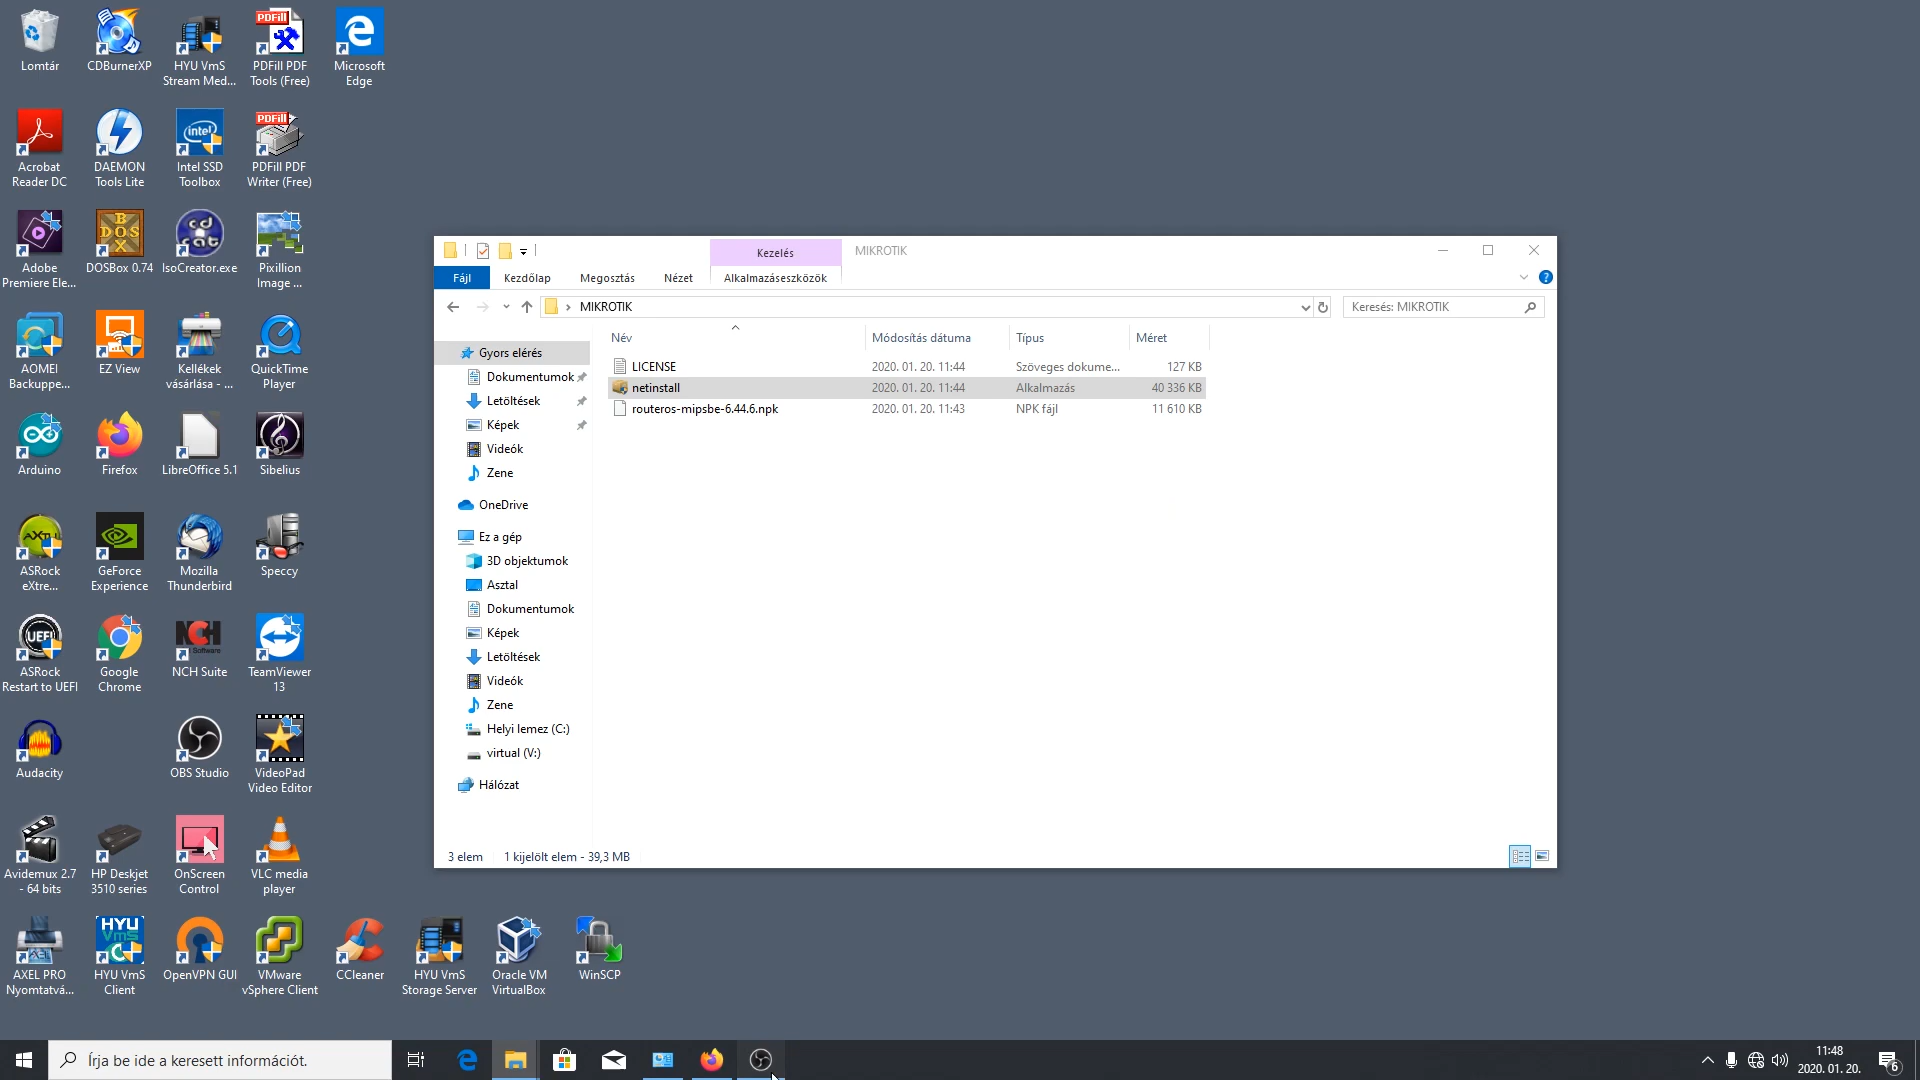 Lomtár
CDBurnerXP
HYU VmS
Stream Med...
PDFill PDF
Tools (Free)
Microsoft
Edge
Acrobat
Reader DC
DAEMON
Tools Lite
Intel SSD
Toolbox
PDFill PDF
Writer (Free)
Adobe
Premiere Ele...
DOSBox 0.74
IsoCreator.exe
Pixillion
Image ...
AOMEI
Backuppe...
EZ View
Kellékek
vásárlása - ...
QuickTime
Player
Arduino
Firefox
LibreOffice 5.1
Sibelius
ASRock
eXtre...
GeForce
Experience
Mozilla
Thunderbird
Speccy
ASRock
Restart to UEFI
Google
Chrome
NCH Suite
TeamViewer
13
Audacity
OBS Studio
VideoPad
Video Editor
Avidemux 2.7
- 64 bits
HP Deskjet
3510 series
OnScreen
Control
VLC media
player
AXEL PRO
Nyomtatvá...
HYU VmS
Client
OpenVPN GUI
VMware
vSphere Client
CCleaner
HYU VmS
Storage Server
Oracle VM
VirtualBox
WinSCP
Kezelés
MIKROTIK
Fájl
Kezdőlap
Megosztás
Nézet
Alkalmazáseszközök
MIKROTIK
Keresés: MIKROTIK
Név
Módosítás dátuma
Típus
Méret
LICENSE 2020. 01. 20. 11:44 Szöveges dokume... 127 KB
netinstall 2020. 01. 20. 11:44 Alkalmazás 40 336 KB
routeros-mipsbe-6.44.6.npk 2020. 01. 20. 11:43 NPK fájl 11 610 KB
Gyors elérés
Dokumentumok
Letöltések
Képek
Videók
Zene
OneDrive
Ez a gép
3D objektumok
Asztal
Dokumentumok
Képek
Letöltések
Videók
Zene
Helyi lemez (C:)
virtual (V:)
Hálózat
3 elem
1 kijelölt elem - 39,3 MB
Írja be ide a keresett információt.
11:48
2020. 01. 20.
6